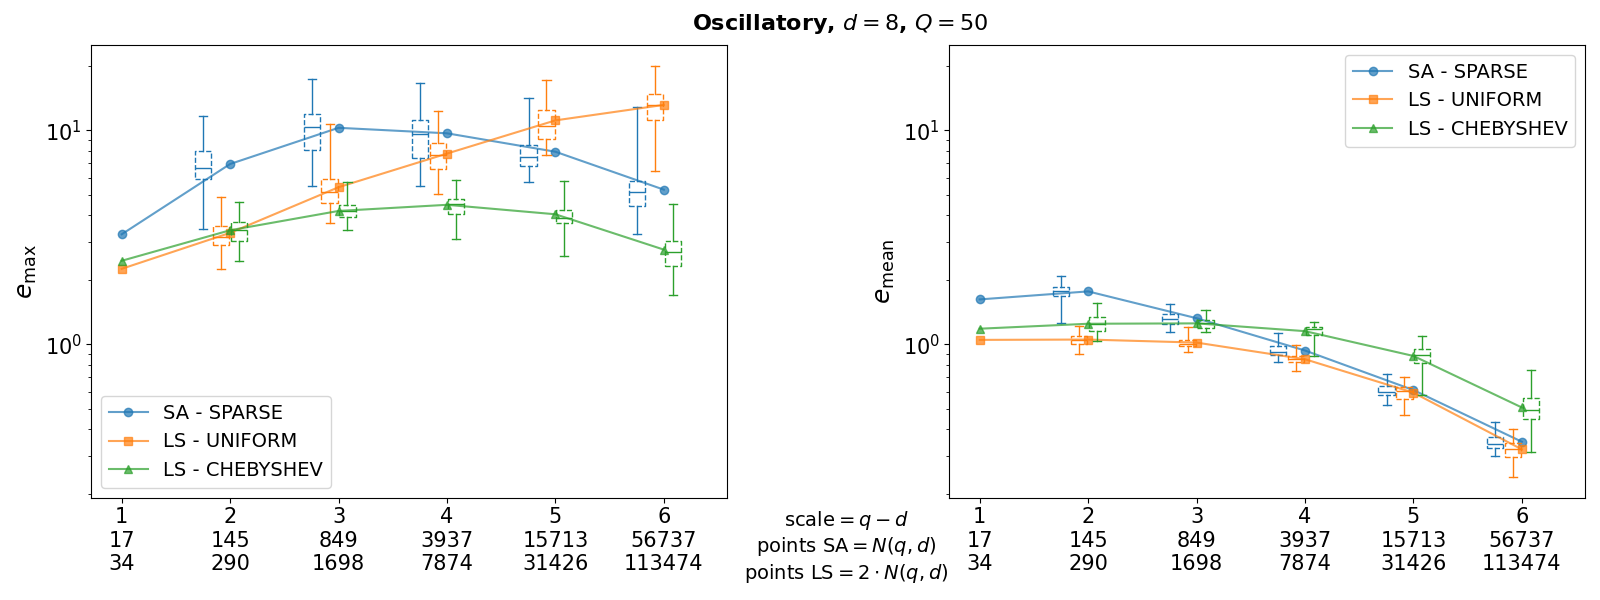 Oscillatory, d = 8, Q = 50
e_max
10^1
10^0
SA - SPARSE
LS - UNIFORM
LS - CHEBYSHEV
1 2 3 4 5 6
17 145 849 3937 15713 56737
34 290 1698 7874 31426 113474
scale = q − d
points SA = N(q, d)
points LS = 2 · N(q, d)
e_mean
10^1
10^0
SA - SPARSE
LS - UNIFORM
LS - CHEBYSHEV
1 2 3 4 5 6
17 145 849 3937 15713 56737
34 290 1698 7874 31426 113474